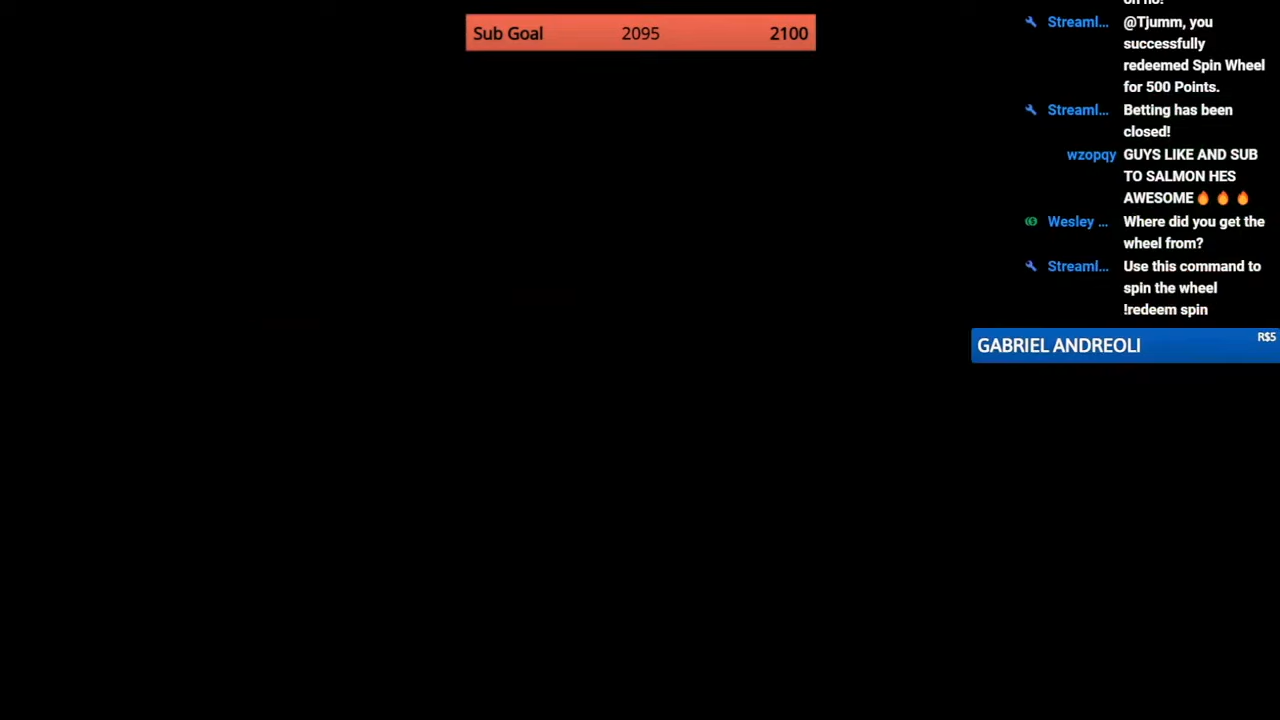 Sub Goal 2095 2100
on no!
Streaml... @Tjumm, you
successfully
redeemed Spin Wheel
for 500 Points.
Streaml... Betting has been
closed!
wzopqy GUYS LIKE AND SUB
TO SALMON HES
AWESOME🔥🔥🔥
Wesley ... Where did you get the
wheel from?
Streaml... Use this command to
spin the wheel
!redeem spin
GABRIEL ANDREOLI R$5